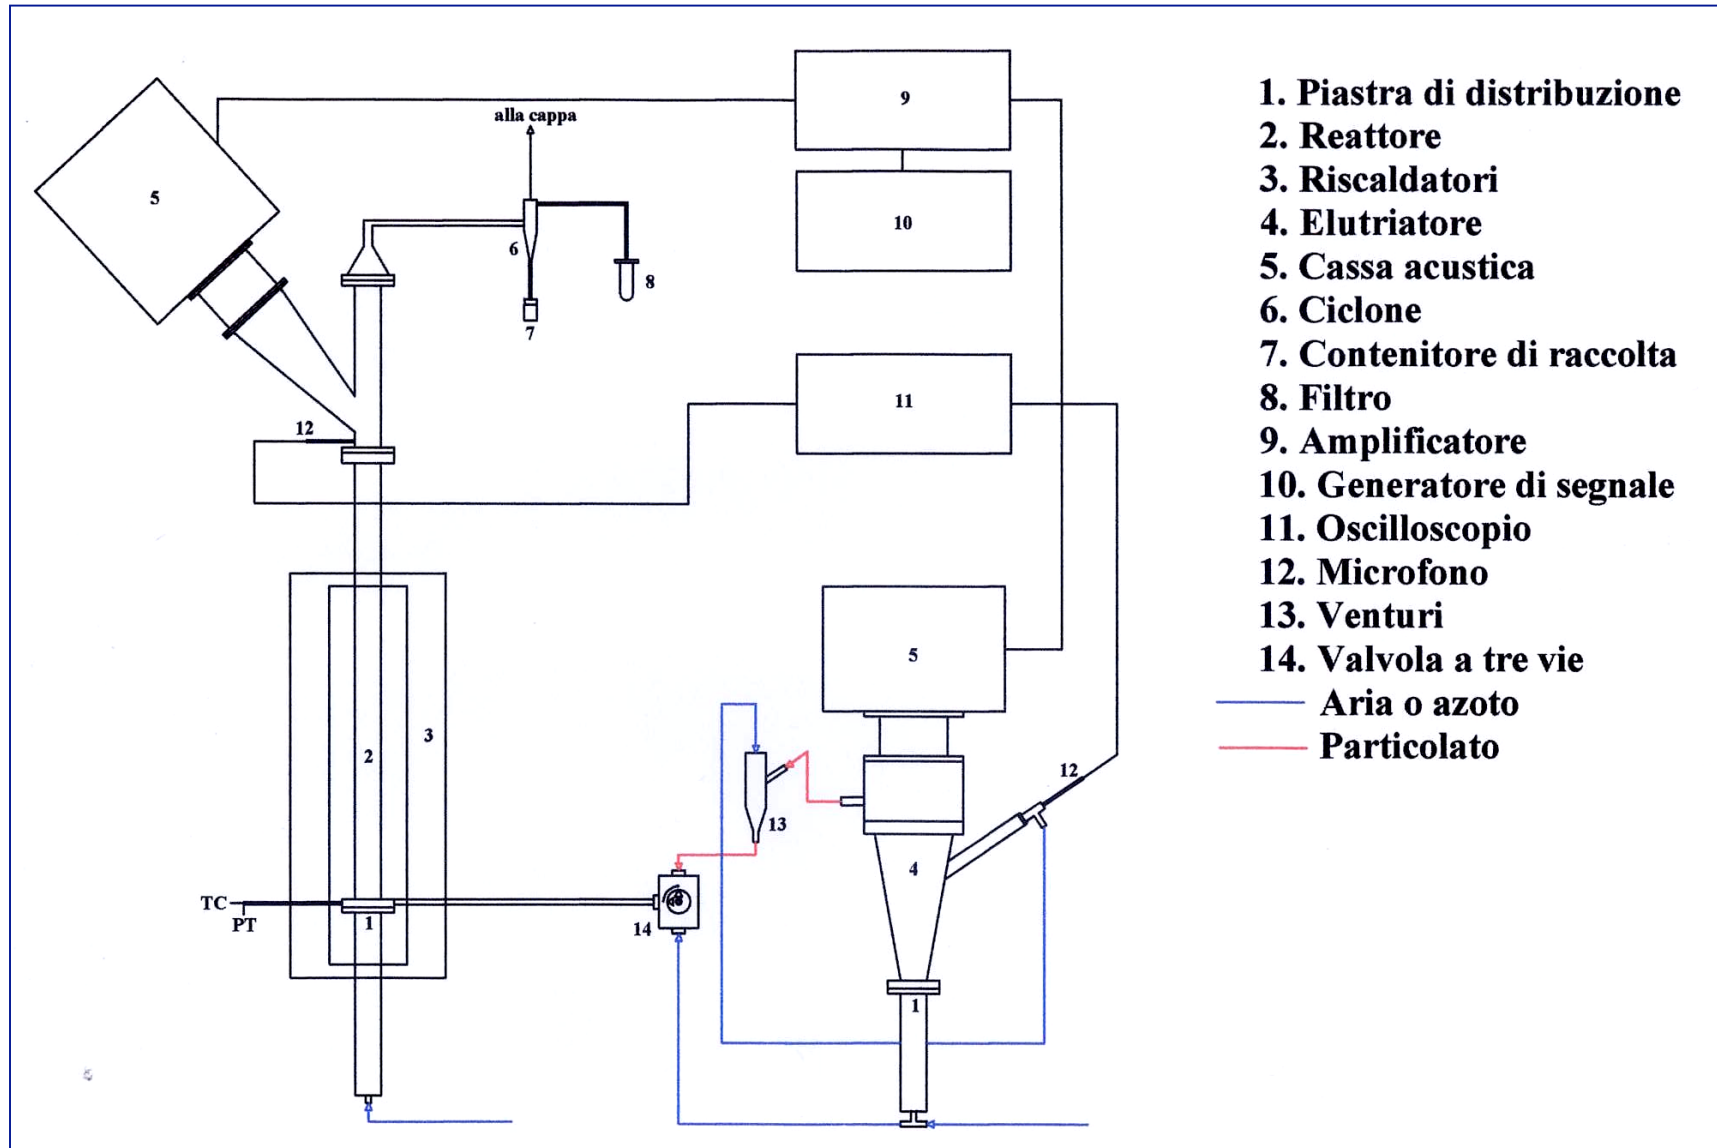 9
alla cappa
5
10
6
8
7
11
12
5
3
2
12
13
4
TC
PT
1
14
1
1. Piastra di distribuzione
2. Reattore
3. Riscaldatori
4. Elutriatore
5. Cassa acustica
6. Ciclone
7. Contenitore di raccolta
8. Filtro
9. Amplificatore
10. Generatore di segnale
11. Oscilloscopio
12. Microfono
13. Venturi
14. Valvola a tre vie
Aria o azoto
Particolato